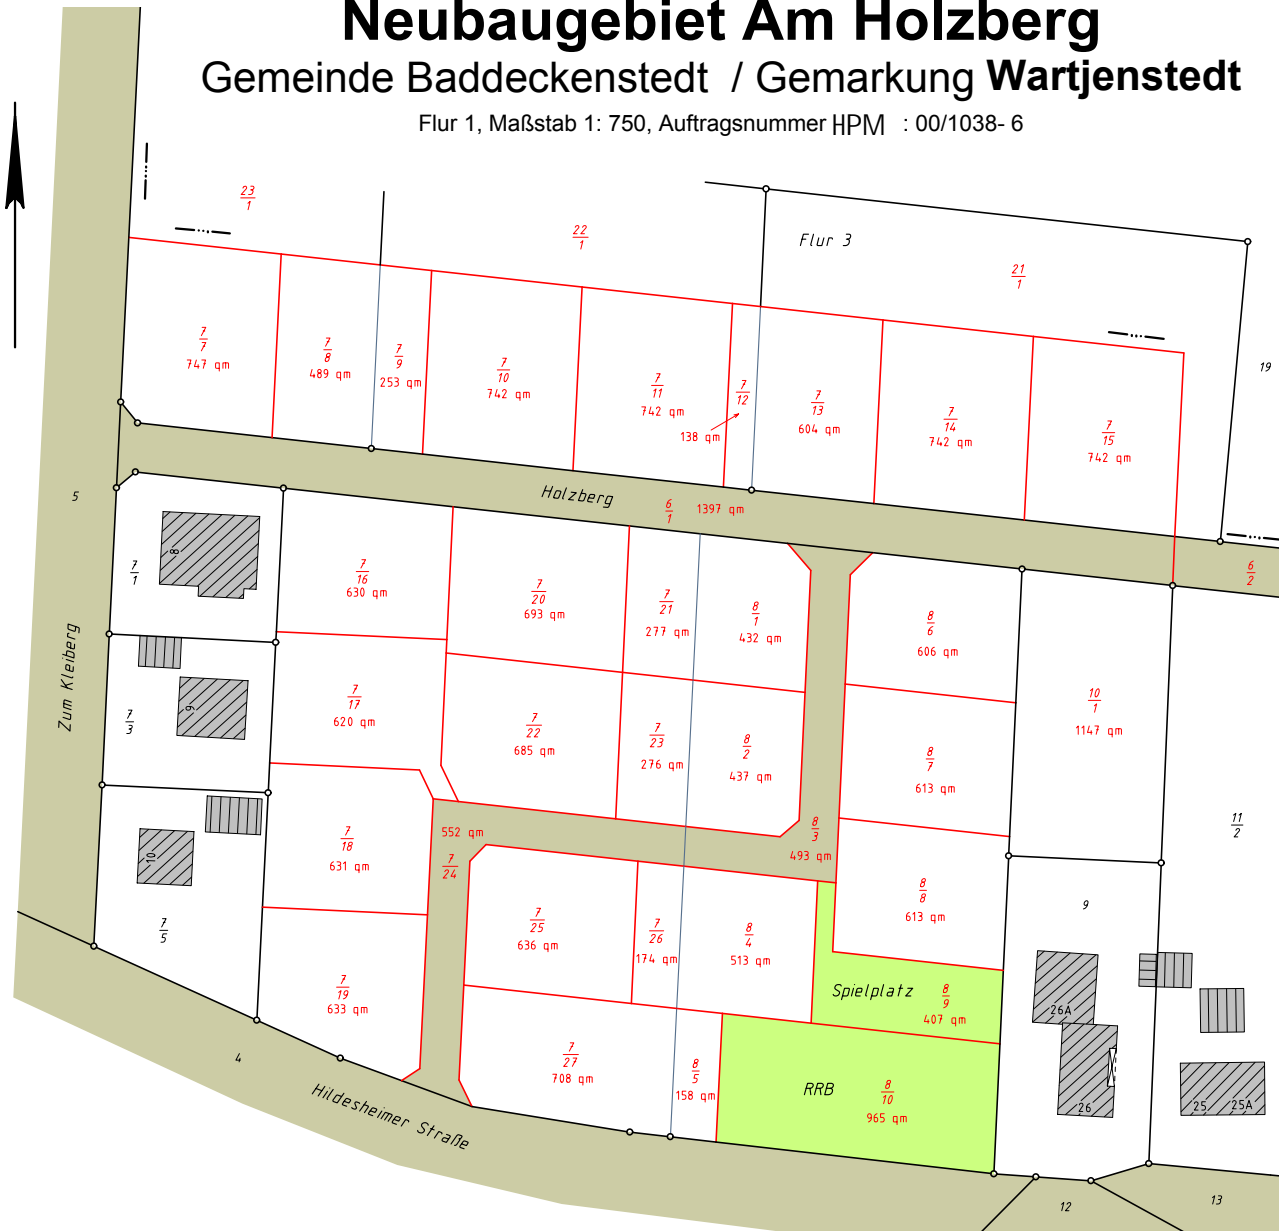 Neubaugebiet Am Holzberg
Gemeinde Baddeckenstedt / Gemarkung Wartjenstedt
Flur 1, Maßstab 1: 750, Auftragsnummer HPM : 00/1038- 6
23/1
22/1
Flur 3
21/1
19
7/7
747 qm
7/8
489 qm
7/9
253 qm
7/10
742 qm
7/11
742 qm
7/12
138 qm
7/13
604 qm
7/14
742 qm
7/15
742 qm
5
Holzberg
6/1 1397 qm
6/2
8
7/1
7/16
630 qm
7/20
693 qm
7/21
277 qm
8/1
432 qm
8/6
606 qm
Zum Kleiberg
9
7/3
7/17
620 qm
7/22
685 qm
7/23
276 qm
8/2
437 qm
8/7
613 qm
10/1
1147 qm
11/2
10
7/5
7/18
631 qm
552 qm
7/24
8/3
493 qm
7/25
636 qm
7/26
174 qm
8/4
513 qm
8/8
613 qm
9
7/19
633 qm
Spielplatz
8/9
407 qm
26A
4
Hildesheimer Straße
7/27
708 qm
8/5
158 qm
RRB
8/10
965 qm
26
25
25A
12
13